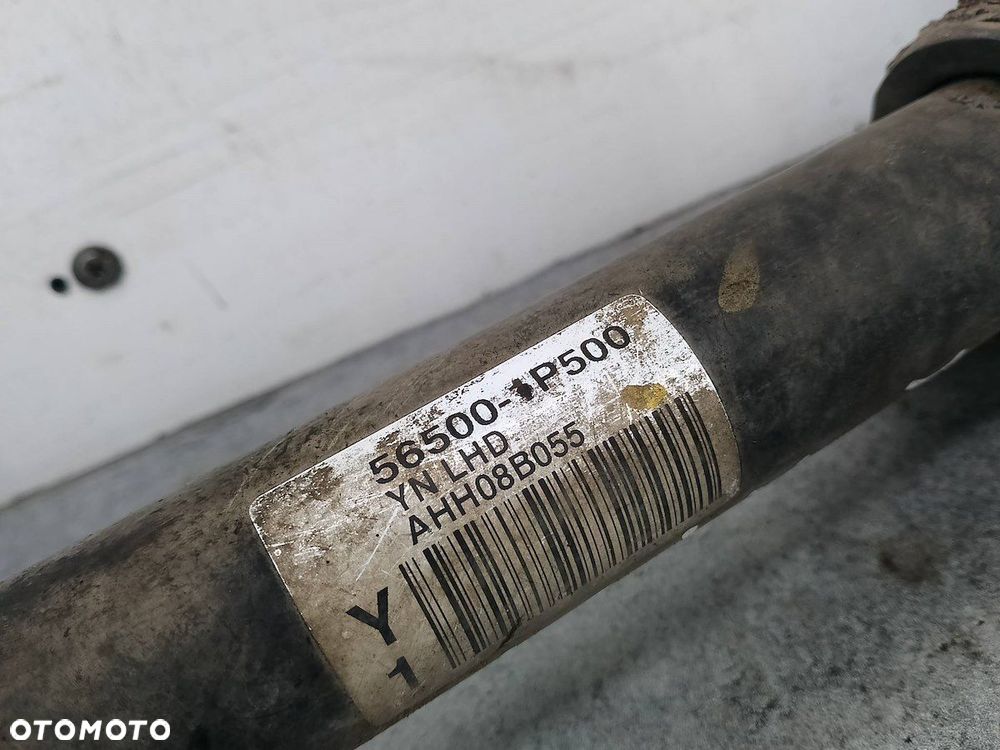 56500-1P500
YN LHD
AHH08B055
Y
1
OTOMOTO